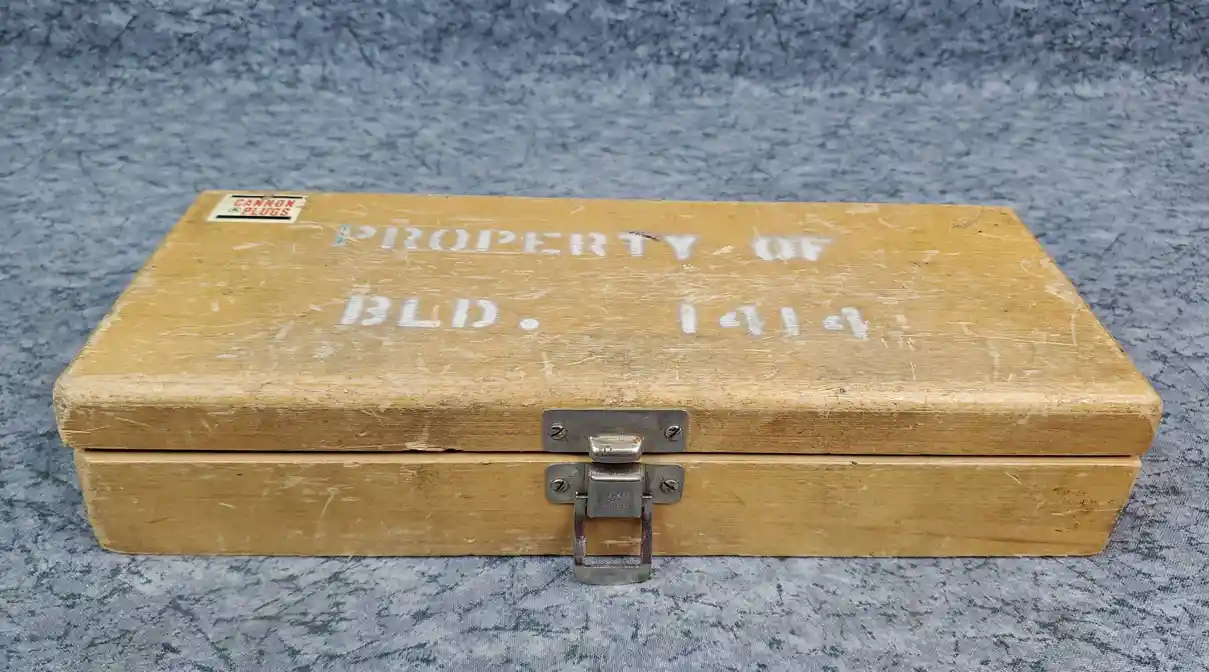 CANNON
PLUGS
PROPERTY OF
BLD. 1414